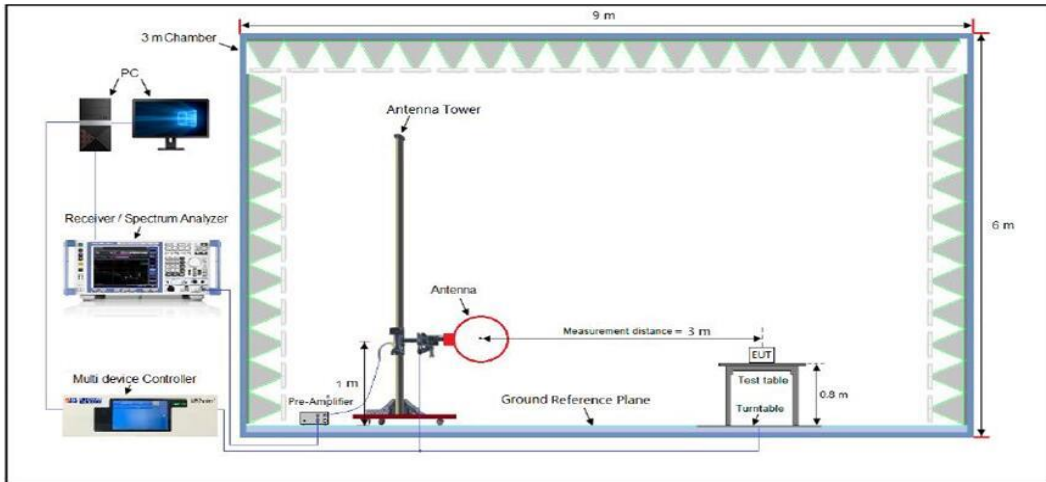 9 m
3 m Chamber
PC
Antenna Tower
Receiver / Spectrum Analyzer
6 m
Antenna
Measurement distance = 3 m
EUT
1 m
Multi device Controller
Test table
0.8 m
Pre-Amplifier
Ground Reference Plane
Turntable